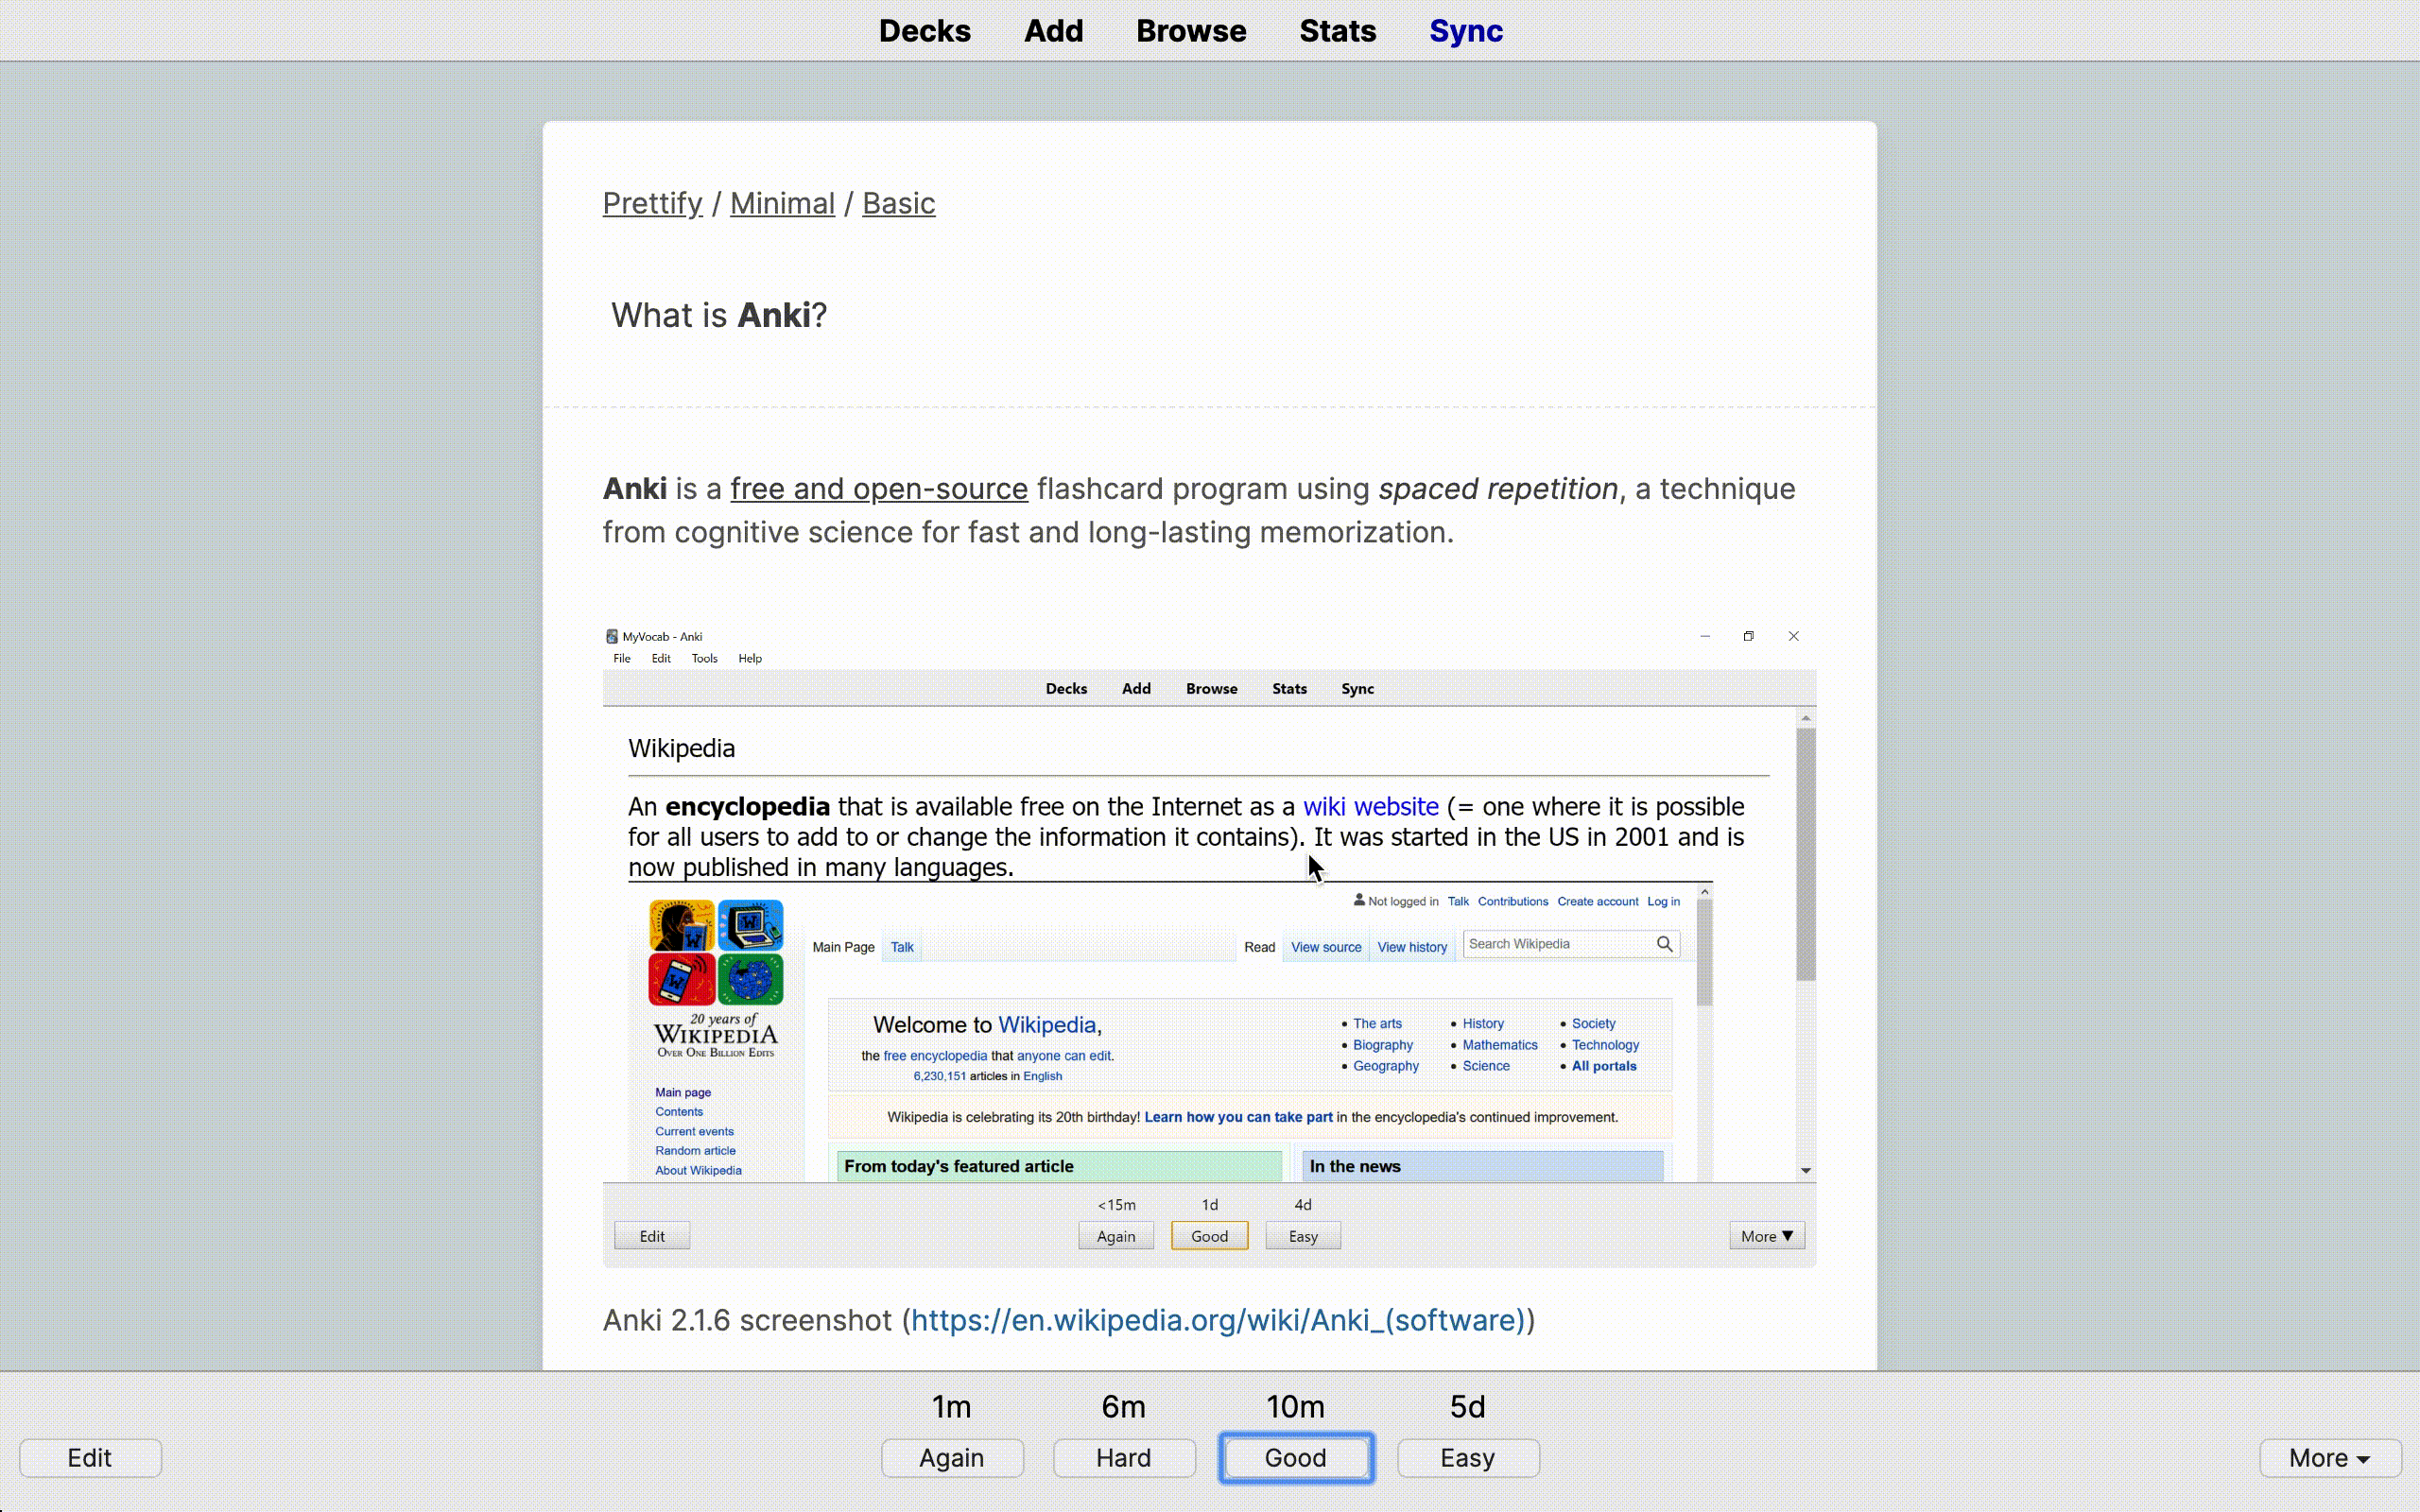 Decks Add Browse Stats Sync
Prettify / Minimal / Basic
What is Anki?
Anki is a free and open-source flashcard program using spaced repetition, a technique
from cognitive science for fast and long-lasting memorization.
MyVocab - Anki
File Edit Tools Help
Decks Add Browse Stats Sync
Wikipedia
An encyclopedia that is available free on the Internet as a wiki website (= one where it is possible
for all users to add to or change the information it contains). It was started in the US in 2001 and is
now published in many languages.
Not logged in Talk Contributions Create account Log in
Main Page Talk Read View source View history Search Wikipedia
20 years of
WIKIPEDIA
OVER ONE BILLION EDITS
Main page
Contents
Current events
Random article
About Wikipedia
Welcome to Wikipedia,
the free encyclopedia that anyone can edit.
6,230,151 articles in English
• The arts • History • Society
• Biography • Mathematics • Technology
• Geography • Science • All portals
Wikipedia is celebrating its 20th birthday! Learn how you can take part in the encyclopedia's continued improvement.
From today's featured article In the news
<15m 1d 4d
Edit Again Good Easy More ▼
Anki 2.1.6 screenshot (https://en.wikipedia.org/wiki/Anki_(software))
1m 6m 10m 5d
Edit Again Hard Good Easy More ▾